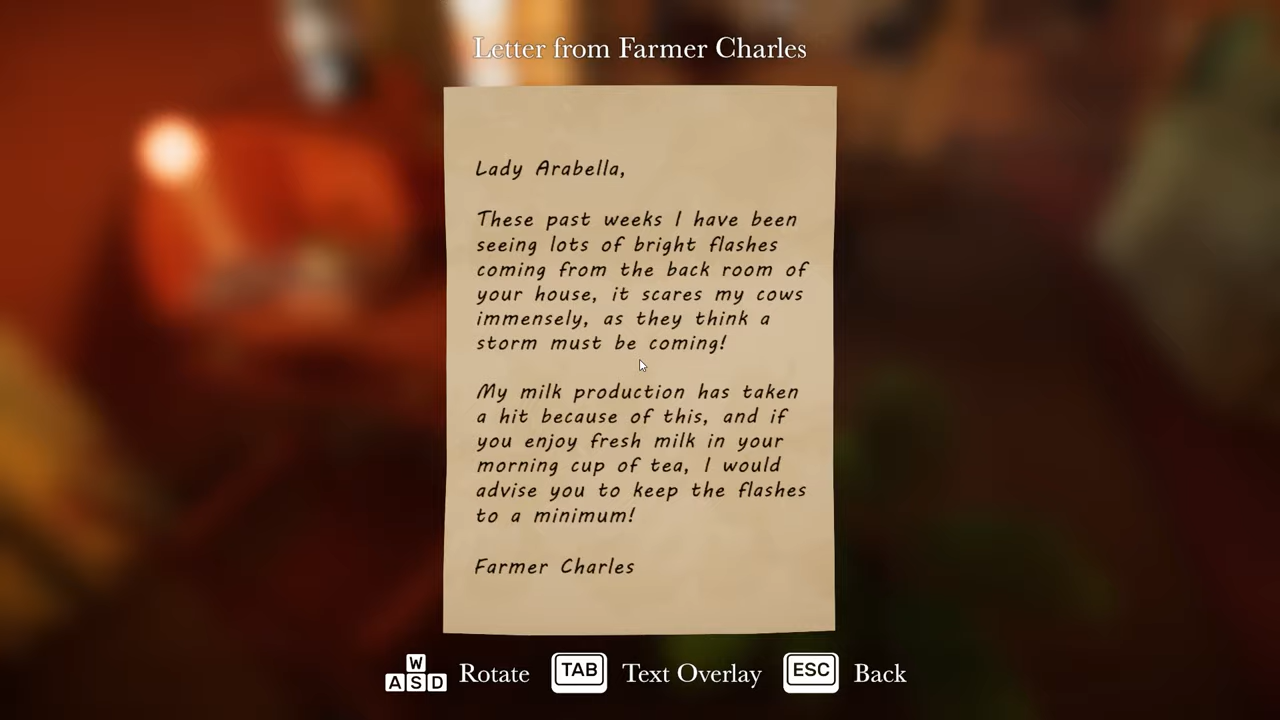 Letter from Farmer Charles
Lady Arabella,
These past weeks I have been
seeing lots of bright flashes
coming from the back room of
your house, it scares my cows
immensely, as they think a
storm must be coming!
My milk production has taken
a hit because of this, and if
you enjoy fresh milk in your
morning cup of tea, I would
advise you to keep the flashes
to a minimum!
Farmer Charles
W
A S D Rotate TAB Text Overlay ESC Back